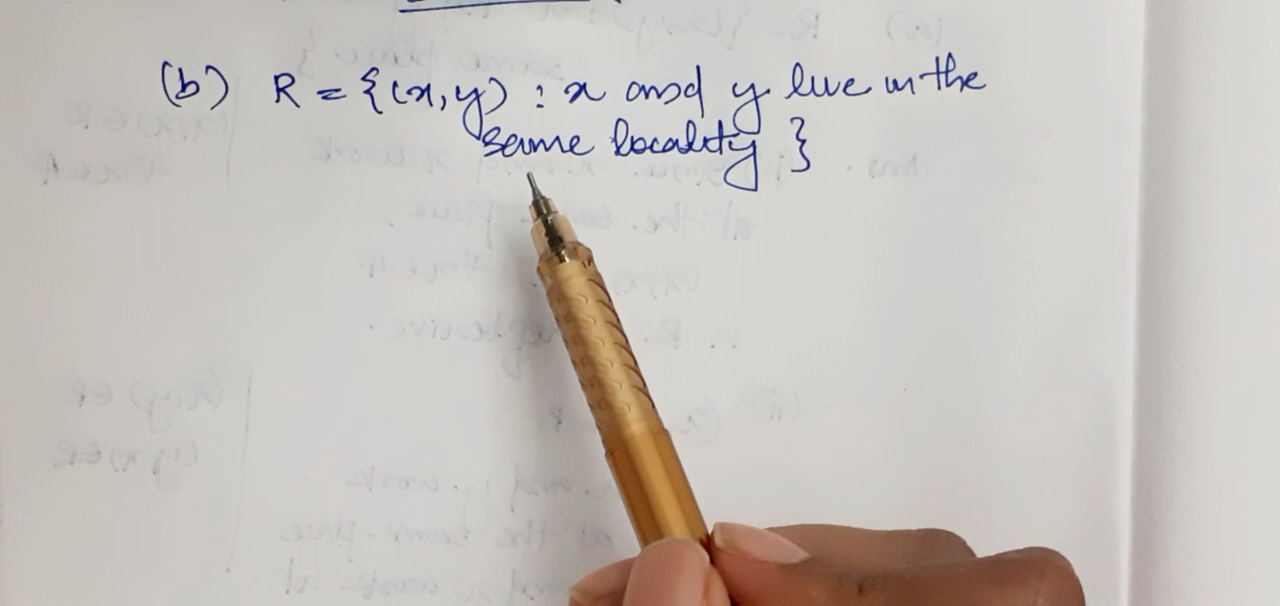 (b) R = {(x,y) : x and y live in the
same locality }